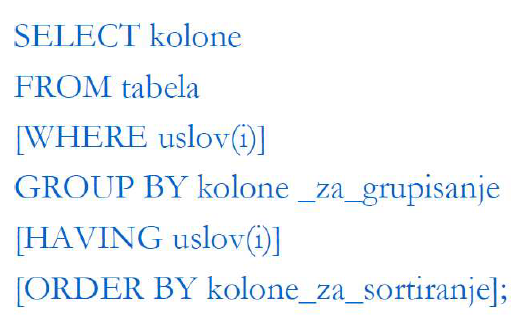 SELECT kolone
FROM tabela
[WHERE uslov(i)]
GROUP BY kolone _za_grupisanje
[HAVING uslov(i)]
[ORDER BY kolone_za_sortiranje];